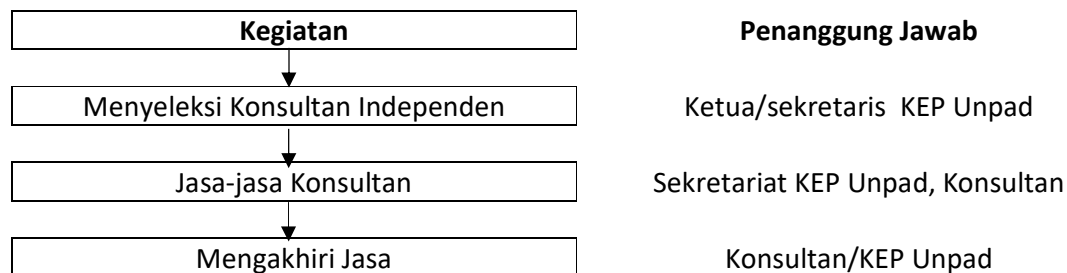 Kegiatan Penanggung Jawab
Menyeleksi Konsultan Independen Ketua/sekretaris KEP Unpad
Jasa-jasa Konsultan Sekretariat KEP Unpad, Konsultan
Mengakhiri Jasa Konsultan/KEP Unpad